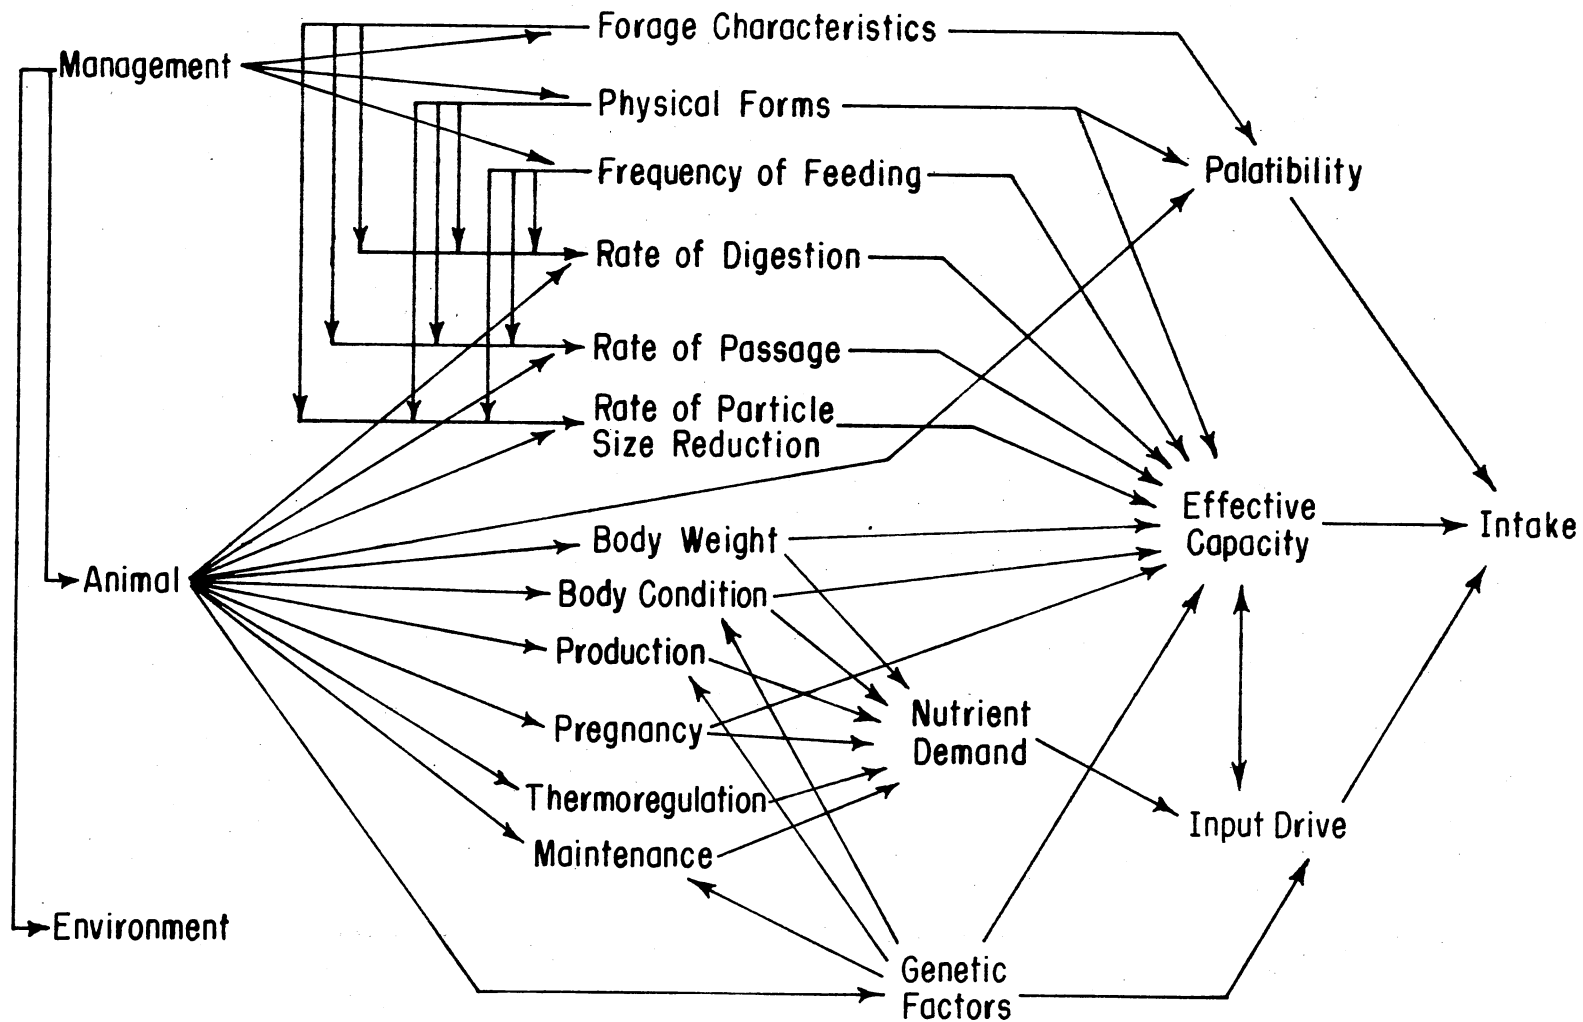 Forage Characteristics
Management
Physical Forms
Palatibility
Frequency of Feeding
Rate of Digestion
Rate of Passage
Rate of Particle
Size Reduction
Effective
Capacity
Intake
Body Weight
Animal
Body Condition
Production
Pregnancy
Nutrient
Demand
Thermoregulation
Input Drive
Maintenance
Environment
Genetic
Factors